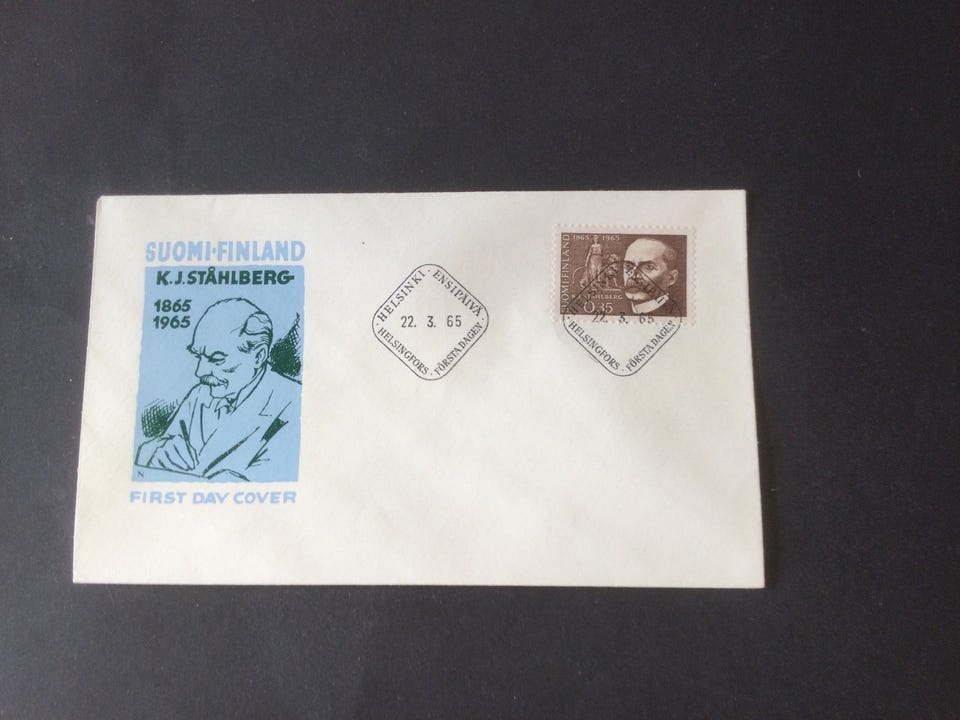 SUOMI·FINLAND
K.J.STÅHLBERG
1865
1965
N
FIRST DAY COVER
HELSINKI · ENSIPÄIVÄ
22. 3. 65
HELSINGFORS · FÖRSTA DAGEN
1865 1965
SUOMI-FINLAND
STÅHLBERG
0,35
22. 3. 65
HELSINGFORS · FÖRSTA DAGEN